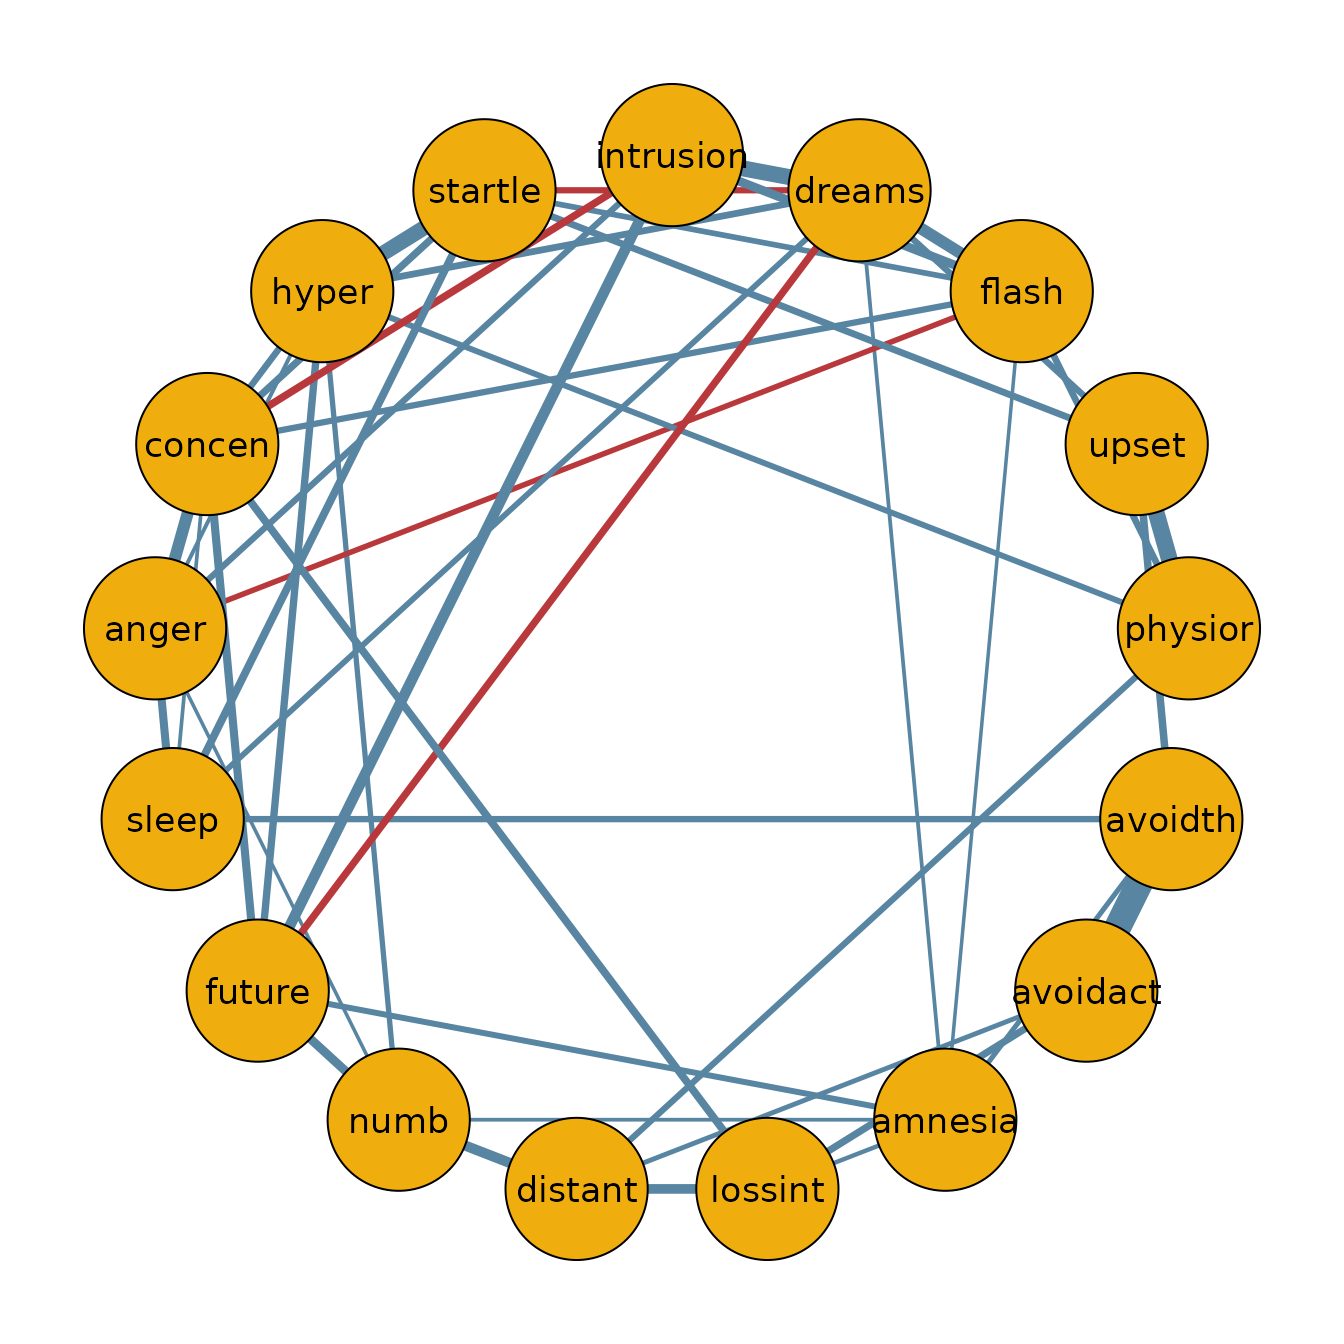 intrusion
startle
dreams
hyper
flash
concen
upset
anger
physior
sleep
avoidth
future
avoidact
numb
amnesia
distant
lossint